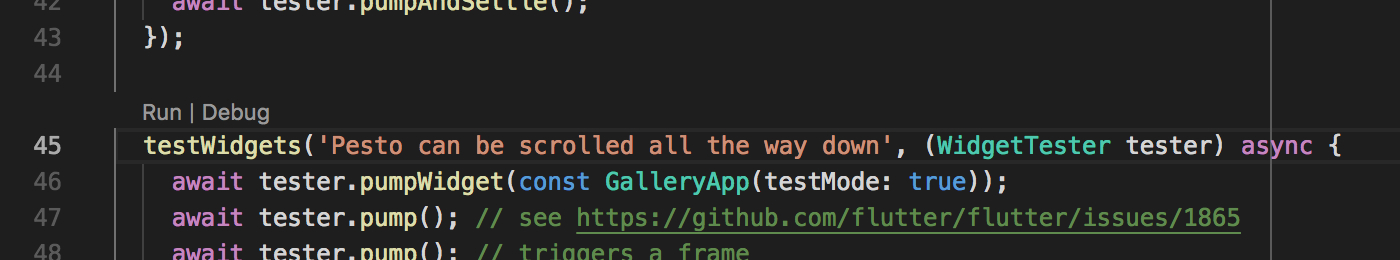 42 await tester.pumpAndSettle();
43 });
44
Run | Debug
45 testWidgets('Pesto can be scrolled all the way down', (WidgetTester tester) async {
46 await tester.pumpWidget(const GalleryApp(testMode: true));
47 await tester.pump(); // see https://github.com/flutter/flutter/issues/1865
48 await tester.pump(); // triggers a frame